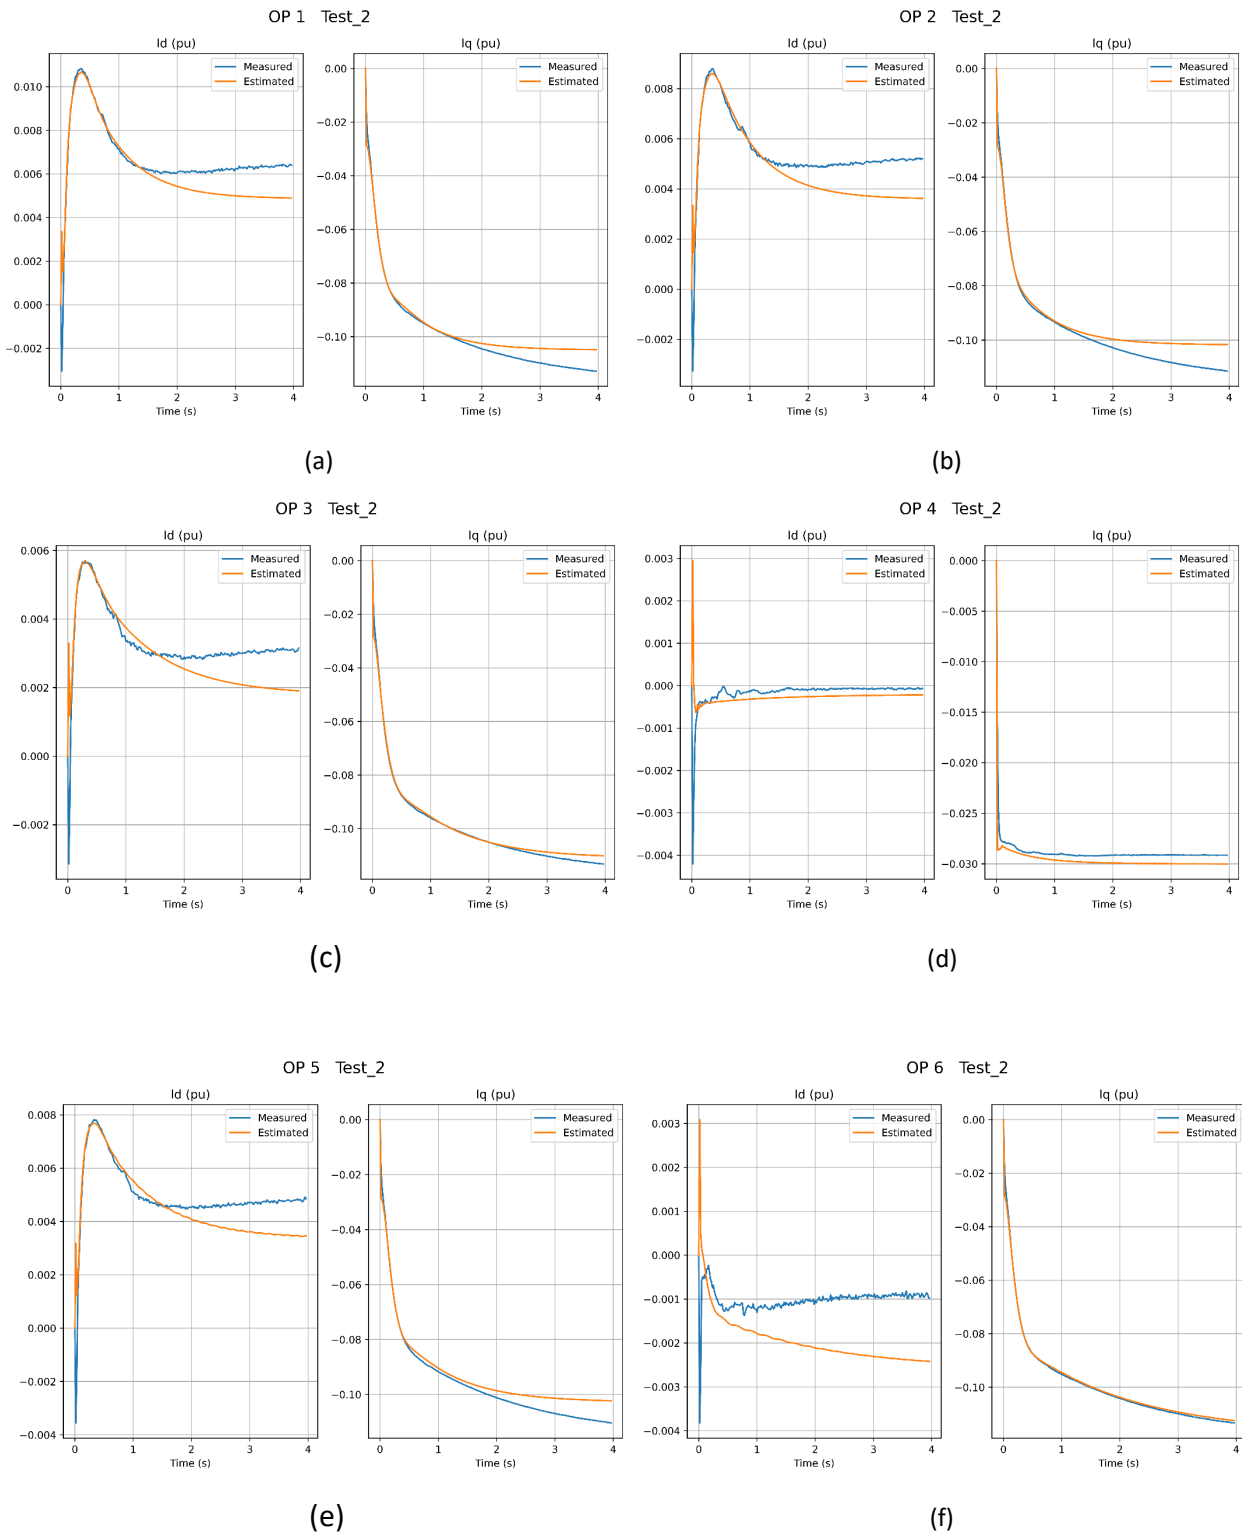 OP 1 Test_2
Id (pu)
Measured
Estimated
0.010
0.008
0.006
0.004
0.002
0.000
−0.002
0 1 2 3 4
Time (s)
Iq (pu)
Measured
Estimated
0.00
−0.02
−0.04
−0.06
−0.08
−0.10
0 1 2 3 4
Time (s)
(a)
OP 2 Test_2
Id (pu)
Measured
Estimated
0.008
0.006
0.004
0.002
0.000
−0.002
0 1 2 3 4
Time (s)
Iq (pu)
Measured
Estimated
0.00
−0.02
−0.04
−0.06
−0.08
−0.10
0 1 2 3 4
Time (s)
(b)
OP 3 Test_2
Id (pu)
Measured
Estimated
0.006
0.004
0.002
0.000
−0.002
0 1 2 3 4
Time (s)
Iq (pu)
Measured
Estimated
0.00
−0.02
−0.04
−0.06
−0.08
−0.10
0 1 2 3 4
Time (s)
(c)
OP 4 Test_2
Id (pu)
Measured
Estimated
0.003
0.002
0.001
0.000
−0.001
−0.002
−0.003
−0.004
0 1 2 3 4
Time (s)
Iq (pu)
Measured
Estimated
0.000
−0.005
−0.010
−0.015
−0.020
−0.025
−0.030
0 1 2 3 4
Time (s)
(d)
OP 5 Test_2
Id (pu)
Measured
Estimated
0.008
0.006
0.004
0.002
0.000
−0.002
−0.004
0 1 2 3 4
Time (s)
Iq (pu)
Measured
Estimated
0.00
−0.02
−0.04
−0.06
−0.08
−0.10
0 1 2 3 4
Time (s)
(e)
OP 6 Test_2
Id (pu)
Measured
Estimated
0.003
0.002
0.001
0.000
−0.001
−0.002
−0.003
−0.004
0 1 2 3 4
Time (s)
Iq (pu)
Measured
Estimated
0.00
−0.02
−0.04
−0.06
−0.08
−0.10
0 1 2 3 4
Time (s)
(f)